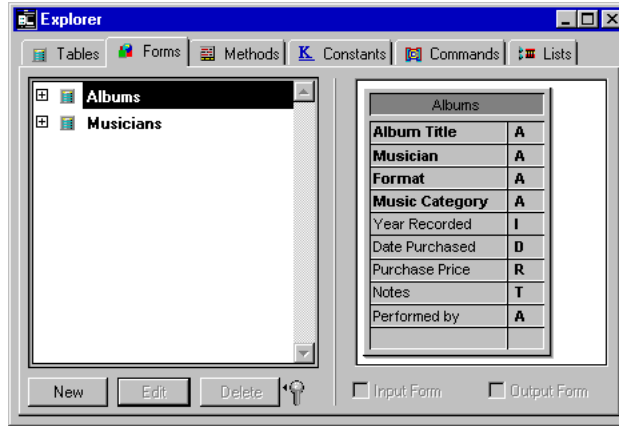 Explorer
Tables Forms Methods K Constants Commands Lists
Albums
Musicians
Albums
Album Title A
Musician A
Format A
Music Category A
Year Recorded I
Date Purchased D
Purchase Price R
Notes T
Performed by A
New Edit Delete Input Form Output Form